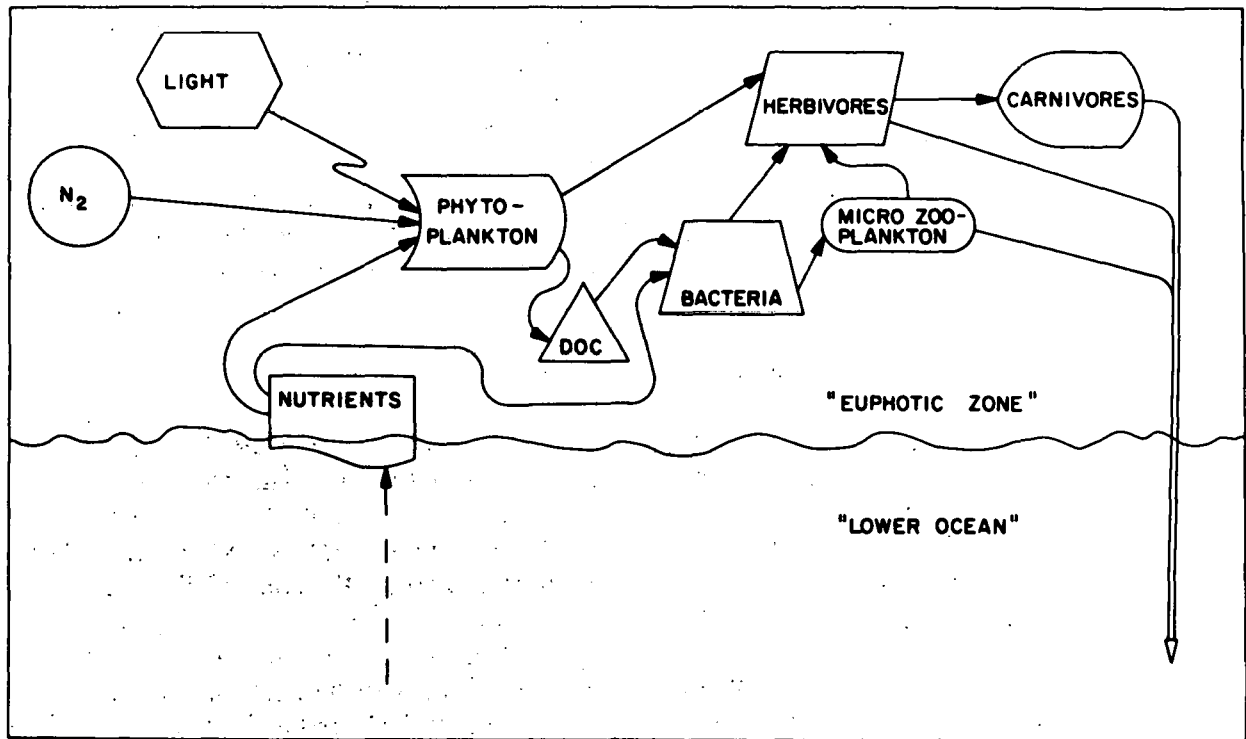 LIGHT
N2
PHYTO-
PLANKTON
HERBIVORES
CARNIVORES
MICRO ZOO-
PLANKTON
BACTERIA
DOC
NUTRIENTS
"EUPHOTIC ZONE"
"LOWER OCEAN"